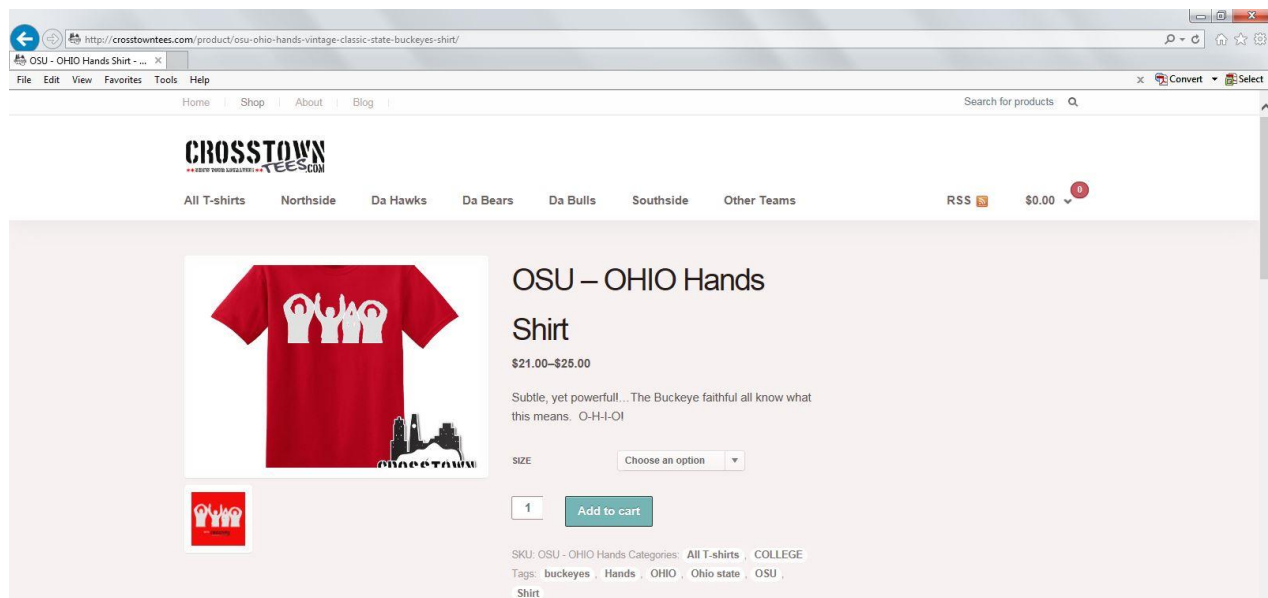 http://crosstowntees.com/product/osu-ohio-hands-vintage-classic-state-buckeyes-shirt/
OSU - OHIO Hands Shirt - ...
File Edit View Favorites Tools Help
Convert Select
Home Shop About Blog
Search for products
CROSSTOWN
TEES.COM
All T-shirts Northside Da Hawks Da Bears Da Bulls Southside Other Teams
RSS $0.00 0
OSU – OHIO Hands
Shirt
$21.00–$25.00
Subtle, yet powerful!…The Buckeye faithful all know what
this means. O-H-I-O!
SIZE Choose an option
1 Add to cart
CROSSTOWN
SKU: OSU - OHIO Hands Categories: All T-shirts , COLLEGE
Tags: buckeyes , Hands , OHIO , Ohio state , OSU ,
Shirt